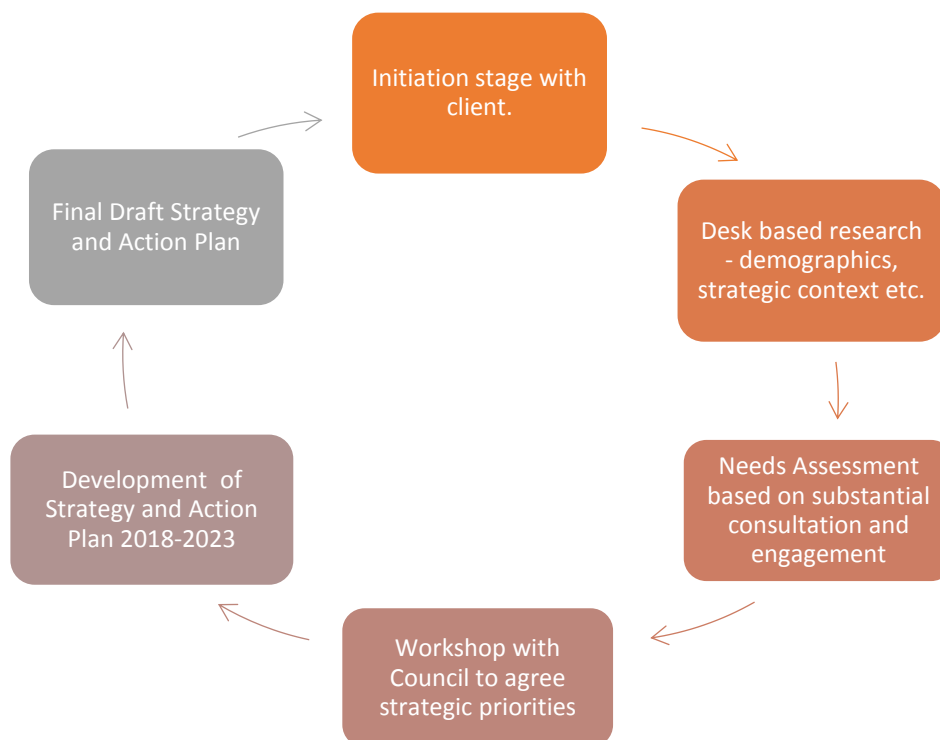 Initiation stage with
client.
Desk based research
- demographics,
strategic context etc.
Needs Assessment
based on substantial
consultation and
engagement
Workshop with
Council to agree
strategic priorities
Development of
Strategy and Action
Plan 2018-2023
Final Draft Strategy
and Action Plan